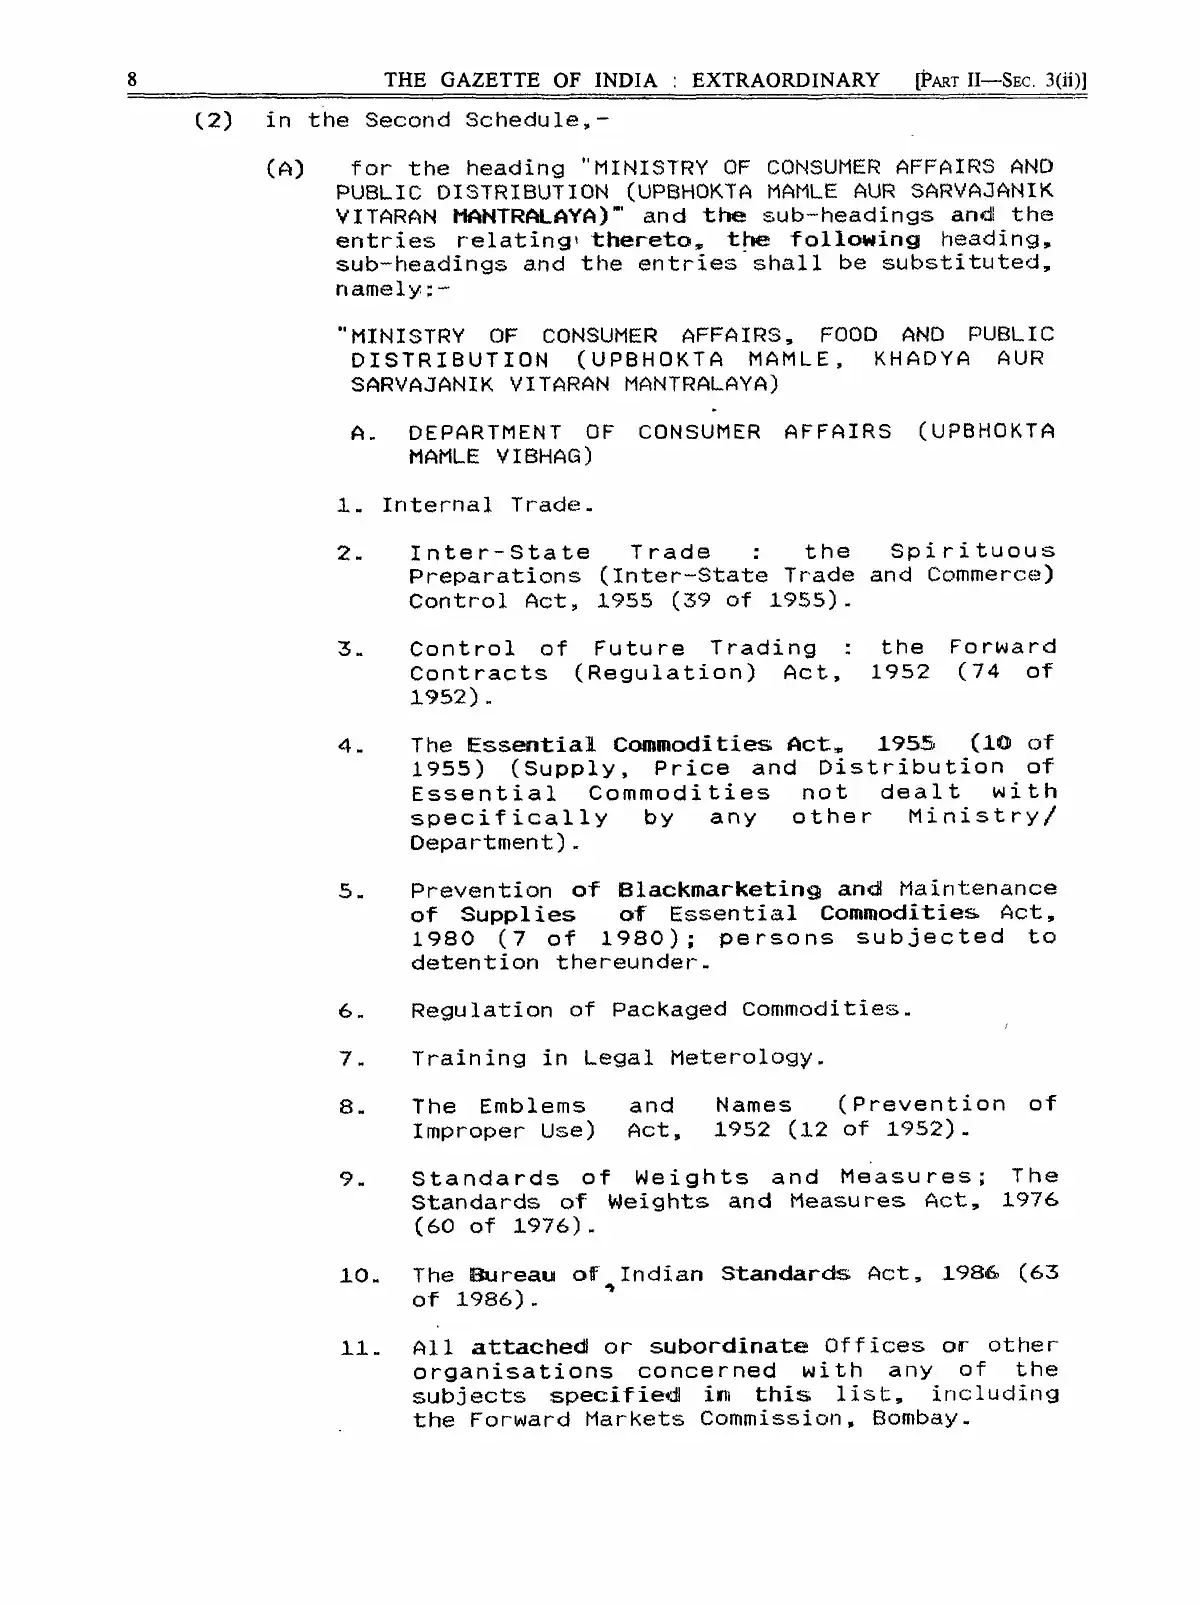 8 THE GAZETTE OF INDIA : EXTRAORDINARY [PART II—SEC. 3(ii)]
(2) in the Second Schedule,-
(A) for the heading "MINISTRY OF CONSUMER AFFAIRS AND
PUBLIC DISTRIBUTION (UPBHOKTA MAMLE AUR SARVAJANIK
VITARAN MANTRALAYA)" and the sub-headings and the
entries relating thereto, the following heading,
sub-headings and the entries shall be substituted,
namely:-
"MINISTRY OF CONSUMER AFFAIRS, FOOD AND PUBLIC
DISTRIBUTION (UPBHOKTA MAMLE, KHADYA AUR
SARVAJANIK VITARAN MANTRALAYA)
A. DEPARTMENT OF CONSUMER AFFAIRS (UPBHOKTA
MAMLE VIBHAG)
1. Internal Trade.
2. Inter-State Trade : the Spirituous
Preparations (Inter-State Trade and Commerce)
Control Act, 1955 (39 of 1955).
3. Control of Future Trading : the Forward
Contracts (Regulation) Act, 1952 (74 of
1952).
4. The Essential Commodities Act, 1955 (10 of
1955) (Supply, Price and Distribution of
Essential Commodities not dealt with
specifically by any other Ministry/
Department).
5. Prevention of Blackmarketing and Maintenance
of Supplies of Essential Commodities Act,
1980 (7 of 1980); persons subjected to
detention thereunder.
6. Regulation of Packaged Commodities.
7. Training in Legal Meterology.
8. The Emblems and Names (Prevention of
Improper Use) Act, 1952 (12 of 1952).
9. Standards of Weights and Measures; The
Standards of Weights and Measures Act, 1976
(60 of 1976).
10. The Bureau of Indian Standards Act, 1986 (63
of 1986).
11. All attached or subordinate Offices or other
organisations concerned with any of the
subjects specified in this list, including
the Forward Markets Commission, Bombay.